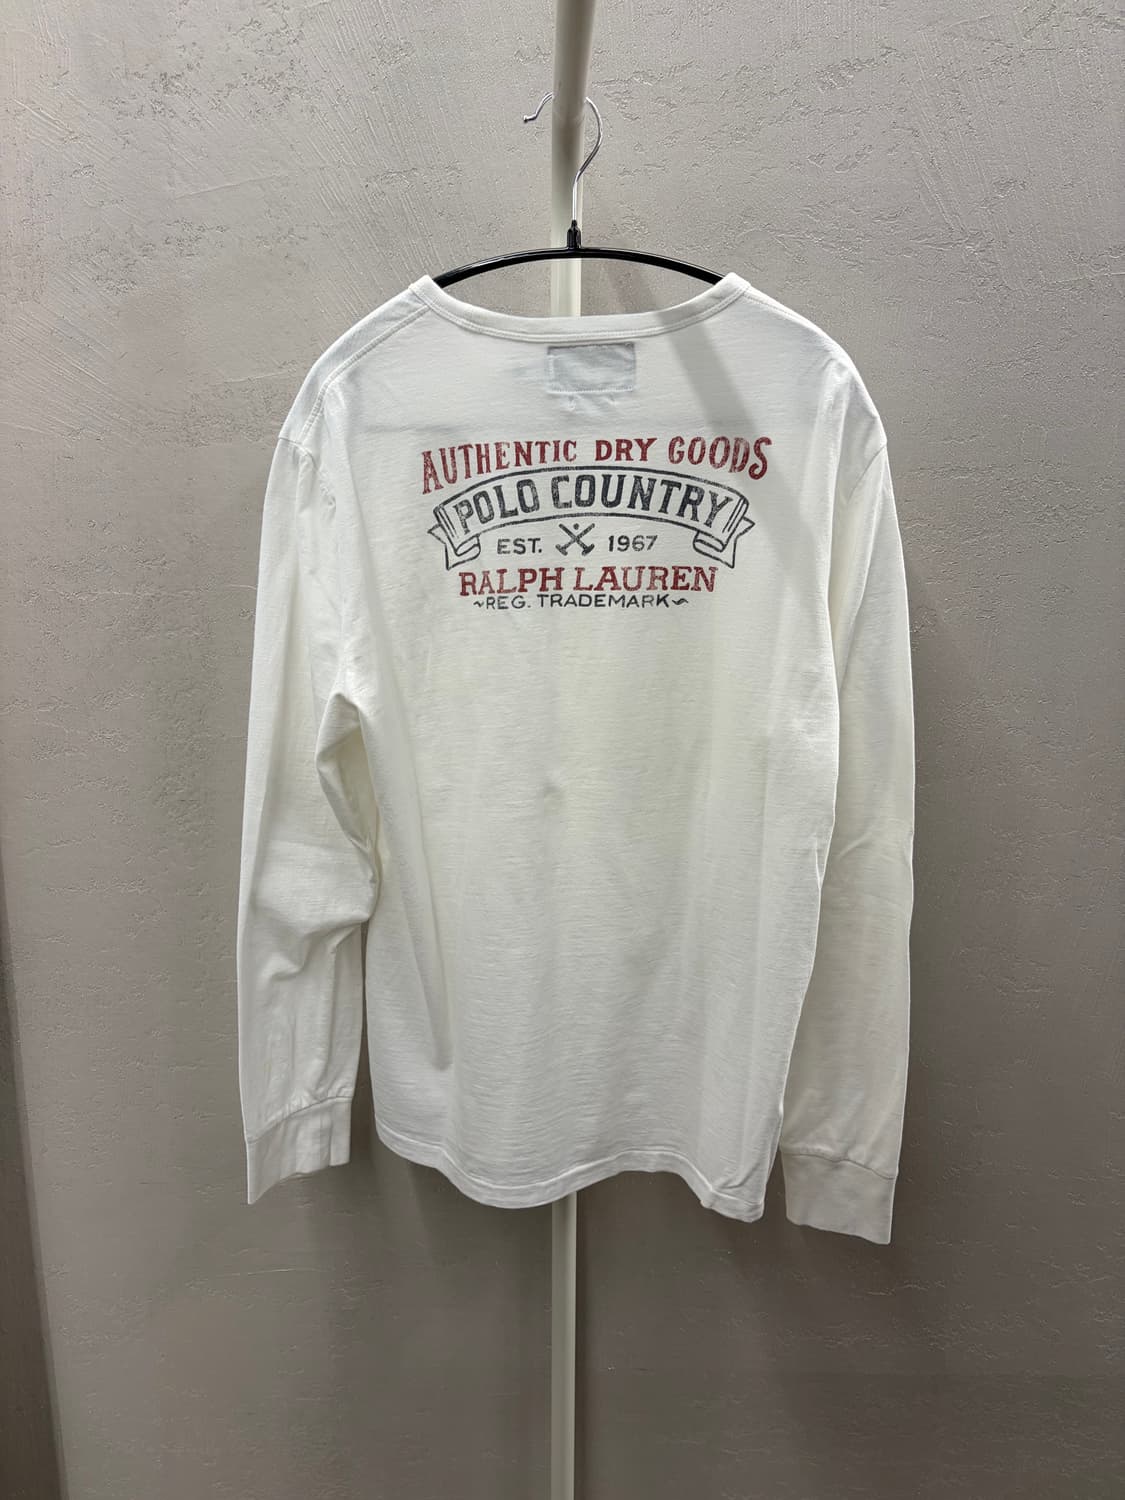 AUTHENTIC DRY GOODS
POLO COUNTRY
EST. 1967
RALPH LAUREN
~REG. TRADEMARK~